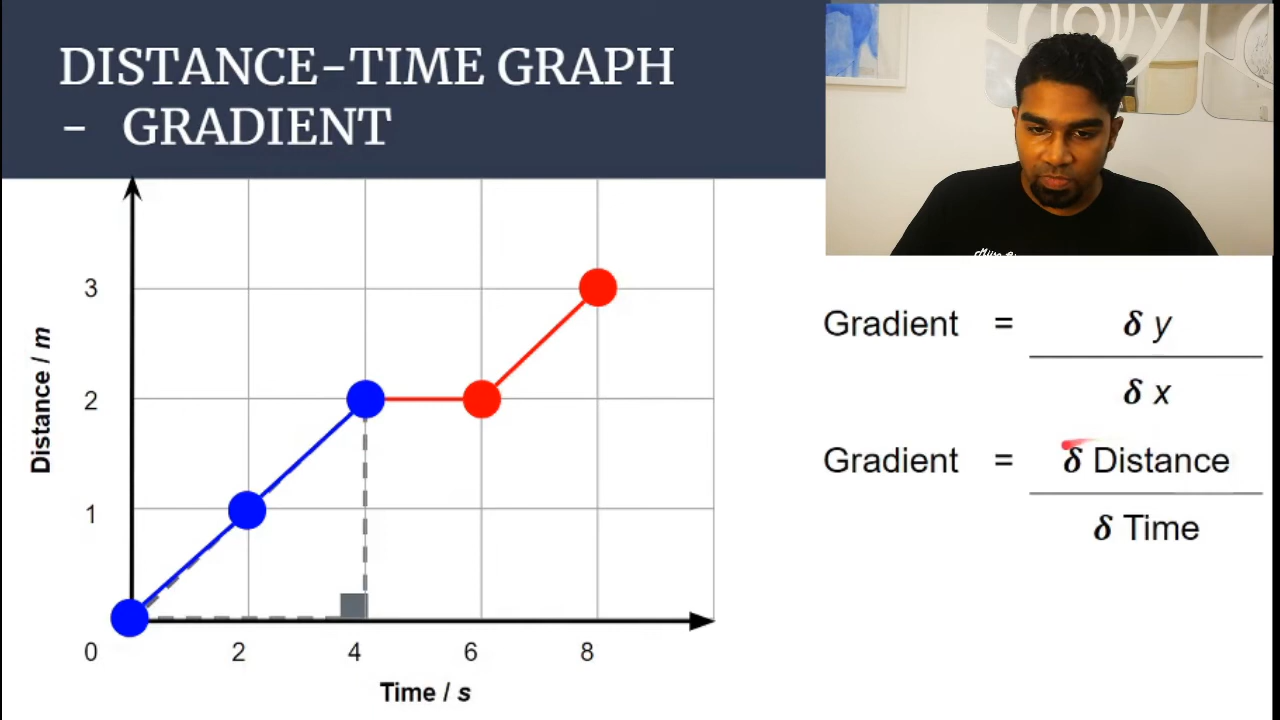 DISTANCE-TIME GRAPH
- GRADIENT
3
2
1
0
Distance / m
2
4
6
8
Time / s
Gradient = δ y
δ x
Gradient = δ Distance
δ Time